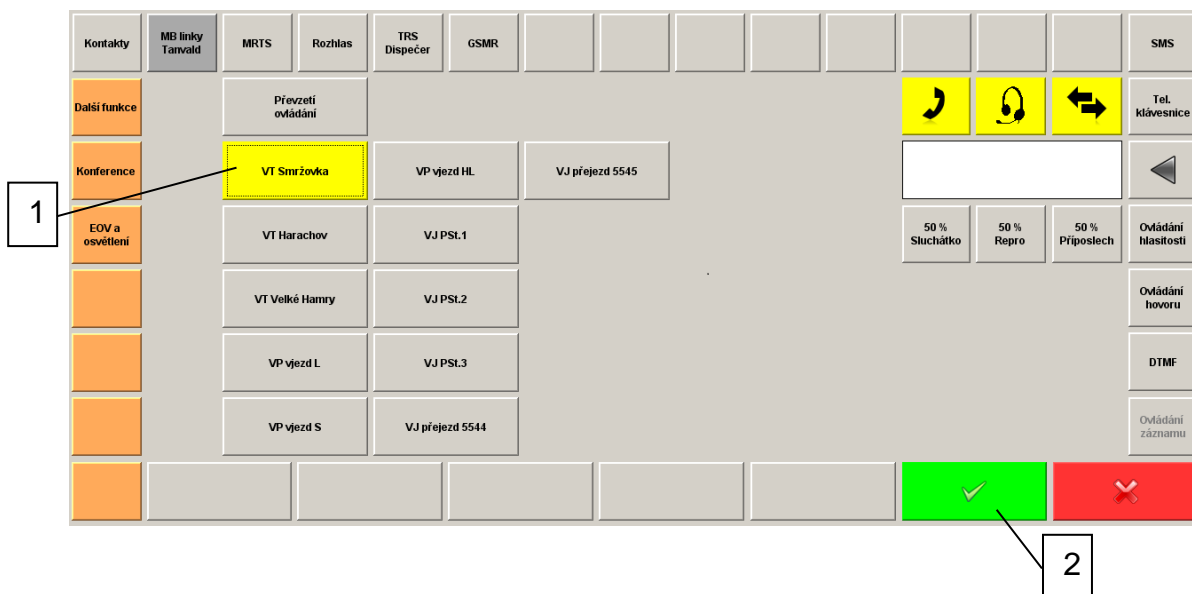 Kontakty
MB linky
Tanvald
MRTS
Rozhlas
TRS
Dispečer
GSMR
SMS
Další funkce
Převzetí
ovládání
Tel.
klávesnice
Konference
VT Smržovka
VP vjezd HL
VJ přejezd 5545
1
EOV a
osvětlení
VT Harachov
VJ PSt.1
50 %
Sluchátko
50 %
Repro
50 %
Příposlech
Ovládání
hlasitosti
VT Velké Hamry
VJ PSt.2
Ovládání
hovoru
VP vjezd L
VJ PSt.3
DTMF
VP vjezd S
VJ přejezd 5544
Ovládání
záznamu
2